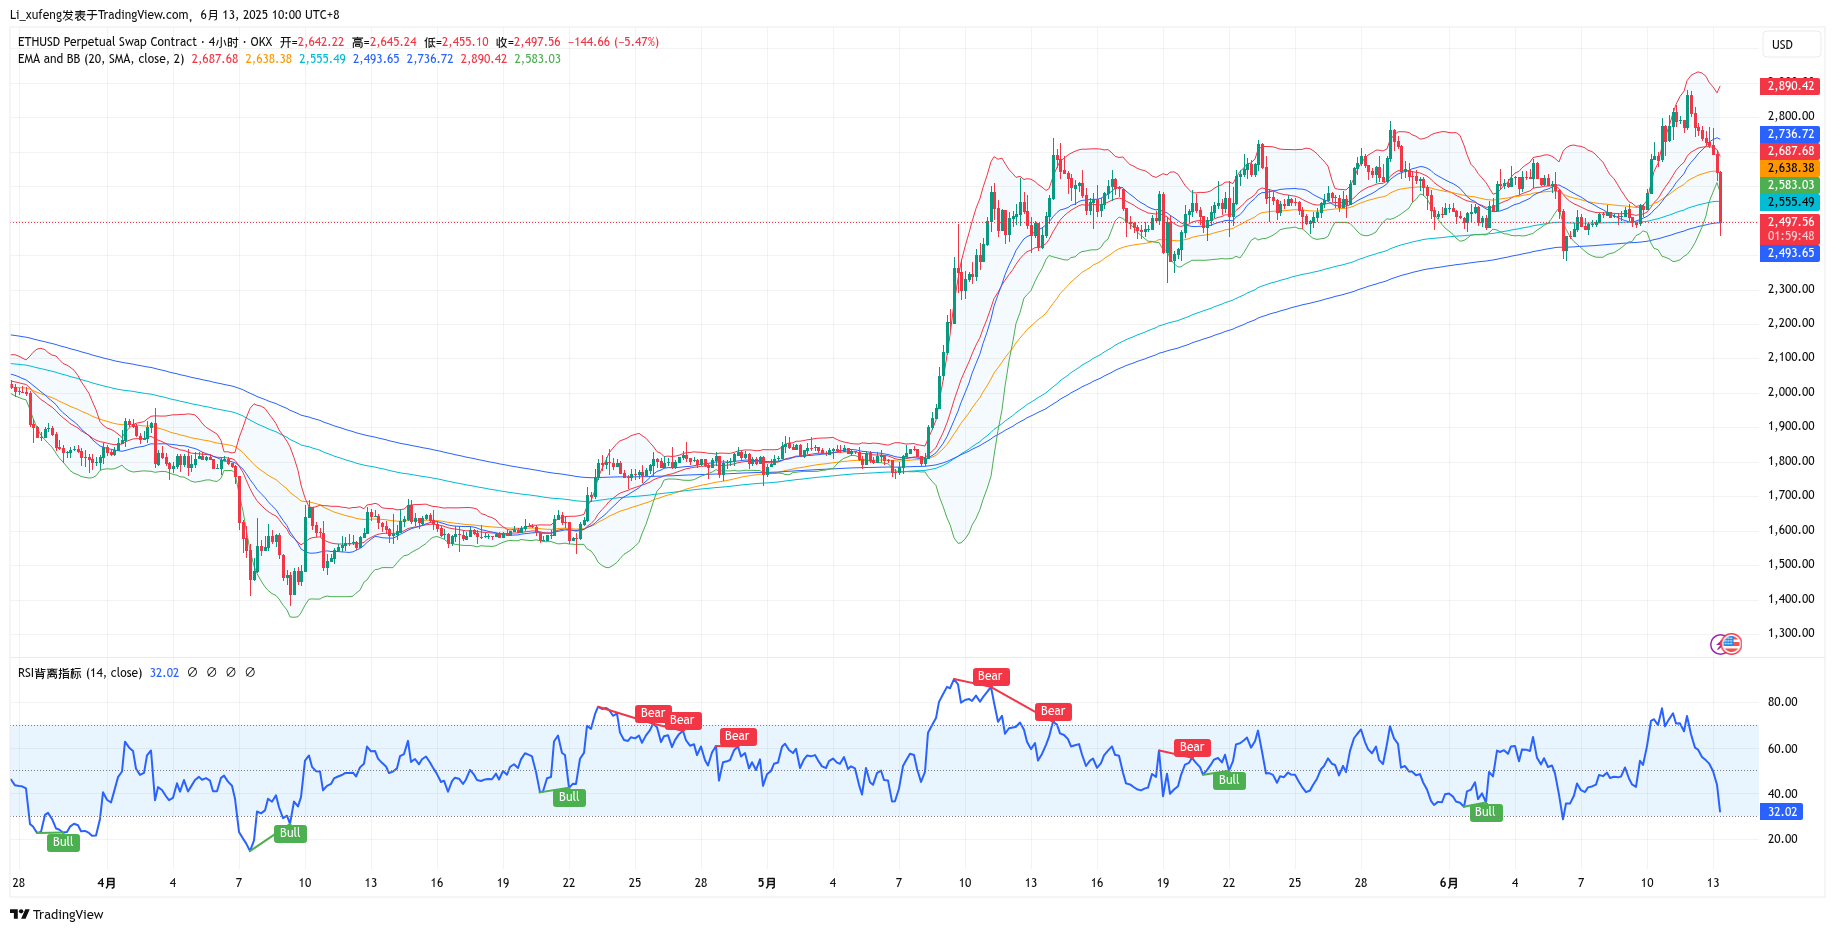 Li_xufeng发表于TradingView.com, 6月 13, 2025 10:00 UTC+8
ETHUSD Perpetual Swap Contract · 4小时 · OKX 开=2,642.22 高=2,645.24 低=2,455.10 收=2,497.56 −144.66 (−5.47%)
EMA and BB (20, SMA, close, 2) 2,687.68 2,638.38 2,555.49 2,493.65 2,736.72 2,890.42 2,583.03
USD
2,890.42
2,800.00
2,736.72
2,687.68
2,638.38
2,583.03
2,555.49
2,497.56
01:59:48
2,493.65
2,300.00
2,200.00
2,100.00
2,000.00
1,900.00
1,800.00
1,700.00
1,600.00
1,500.00
1,400.00
1,300.00
RSI背离指标 (14, close) 32.02 ∅ ∅ ∅ ∅
Bear
Bear
Bear
Bear
Bear
Bear
Bull
Bull
Bull
Bull
Bull
80.00
60.00
40.00
32.02
20.00
28 4月 4 7 10 13 16 19 22 25 28 5月 4 7 10 13 16 19 22 25 28 6月 4 7 10 13
TradingView